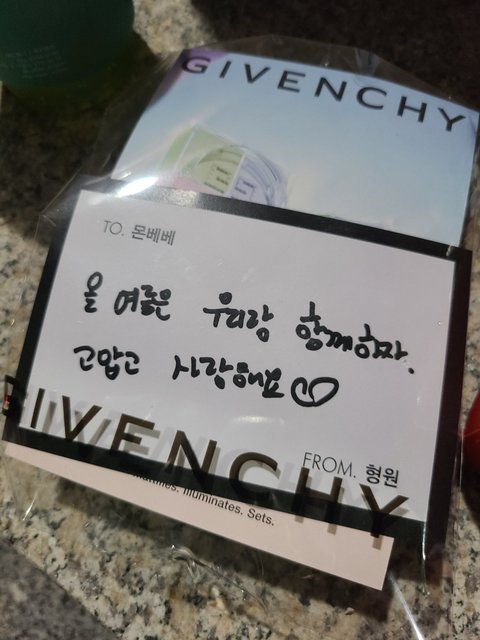 GIVENCHY
TO. 몬베베
올 여름은 우리랑 함께하자.
고맙고 사랑해요♡
GIVENCHY
FROM. 형원
Illuminates. Sets.